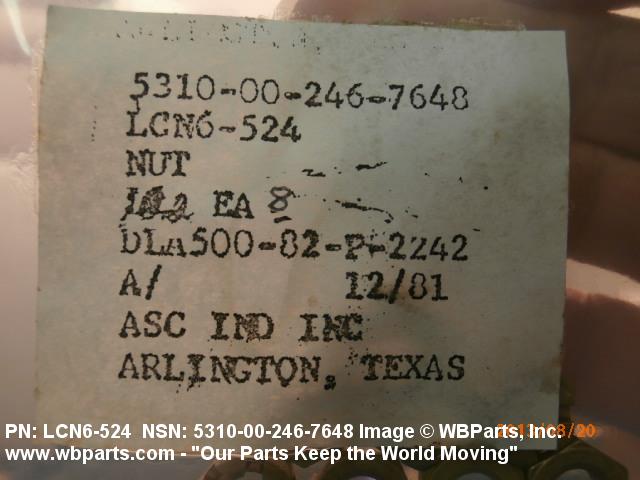 5310-00-246-7648
LCN6-524
NUT
EA 8
DLA500-82-P-2242
A/ 12/81
ASC IND INC
ARLINGTON, TEXAS
PN: LCN6-524 NSN: 5310-00-246-7648 Image © WBParts, Inc.
www.wbparts.com - "Our Parts Keep the World Moving"